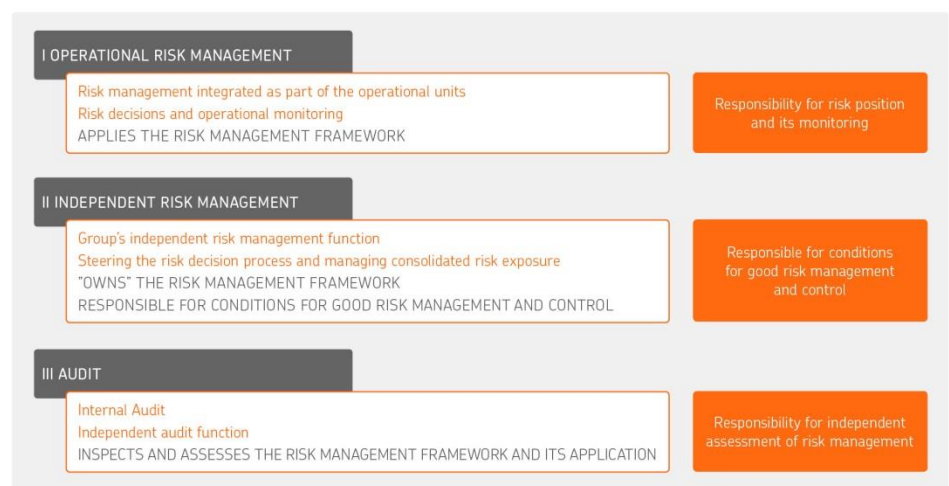 I OPERATIONAL RISK MANAGEMENT
Risk management integrated as part of the operational units
Risk decisions and operational monitoring
APPLIES THE RISK MANAGEMENT FRAMEWORK
Responsibility for risk position
and its monitoring
II INDEPENDENT RISK MANAGEMENT
Group's independent risk management function
Steering the risk decision process and managing consolidated risk exposure
"OWNS" THE RISK MANAGEMENT FRAMEWORK
RESPONSIBLE FOR CONDITIONS FOR GOOD RISK MANAGEMENT AND CONTROL
Responsible for conditions
for good risk management
and control
III AUDIT
Internal Audit
Independent audit function
INSPECTS AND ASSESSES THE RISK MANAGEMENT FRAMEWORK AND ITS APPLICATION
Responsibility for independent
assessment of risk management